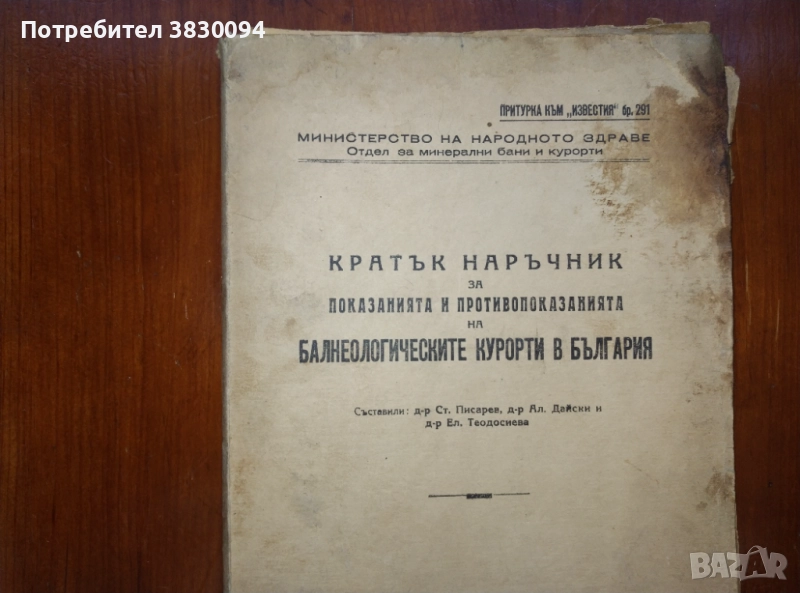 Потребител 3830094
ПРИТУРКА КЪМ „ИЗВЕСТИЯ" бр. 291
МИНИСТЕРСТВО НА НАРОДНОТО ЗДРАВЕ
Отдел за минерални бани и курорти
КРАТЪК НАРЪЧНИК
ЗА
ПОКАЗАНИЯТА И ПРОТИВОПОКАЗАНИЯТА
НА
БАЛНЕОЛОГИЧЕСКИТЕ КУРОРТИ В БЪЛГАРИЯ
Съставили: д-р Ст. Писарев, д-р Ал. Дайски и
д-р Ел. Теодосиева
bazar